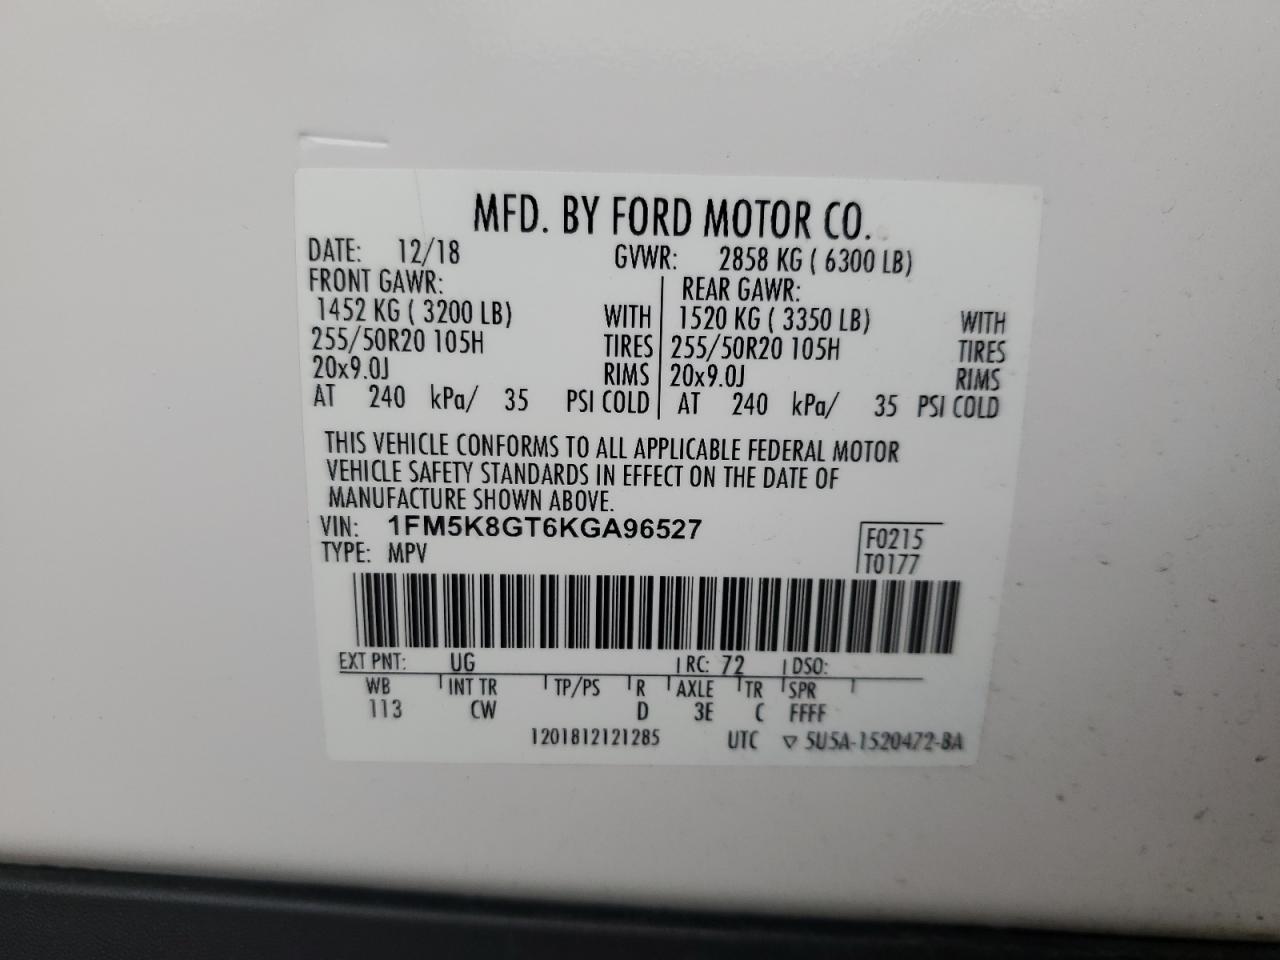 MFD. BY FORD MOTOR CO.
DATE: 12/18 GVWR: 2858 KG ( 6300 LB)
FRONT GAWR: REAR GAWR:
1452 KG ( 3200 LB) WITH 1520 KG ( 3350 LB) WITH
255/50R20 105H TIRES 255/50R20 105H TIRES
20x9.0J RIMS 20x9.0J RIMS
AT 240 kPa/ 35 PSI COLD AT 240 kPa/ 35 PSI COLD
THIS VEHICLE CONFORMS TO ALL APPLICABLE FEDERAL MOTOR
VEHICLE SAFETY STANDARDS IN EFFECT ON THE DATE OF
MANUFACTURE SHOWN ABOVE.
VIN: 1FM5K8GT6KGA96527 F0215
TYPE: MPV T0177
EXT PNT: UG RC: 72 DSO:
WB INT TR TP/PS R AXLE TR SPR
113 CW D 3E C FFFF
1201812121285 UTC ▽ 5U5A-1520472-BA